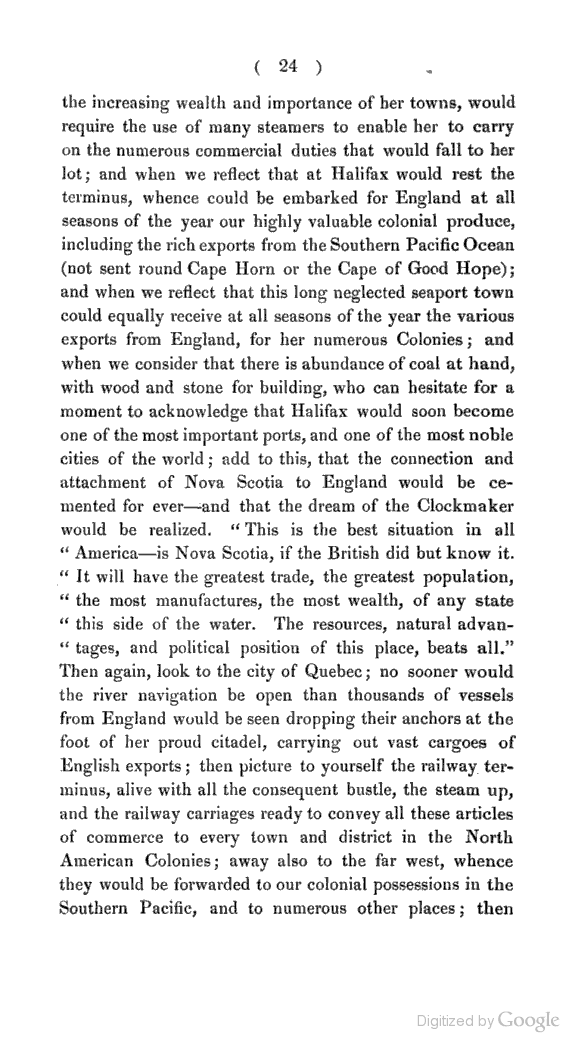 ( 24 )
the increasing wealth and importance of her towns, would
require the use of many steamers to enable her to carry
on the numerous commercial duties that would fall to her
lot; and when we reflect that at Halifax would rest the
terminus, whence could be embarked for England at all
seasons of the year our highly valuable colonial produce,
including the rich exports from the Southern Pacific Ocean
(not sent round Cape Horn or the Cape of Good Hope);
and when we reflect that this long neglected seaport town
could equally receive at all seasons of the year the various
exports from England, for her numerous Colonies; and
when we consider that there is abundance of coal at hand,
with wood and stone for building, who can hesitate for a
moment to acknowledge that Halifax would soon become
one of the most important ports, and one of the most noble
cities of the world; add to this, that the connection and
attachment of Nova Scotia to England would be ce-
mented for ever—and that the dream of the Clockmaker
would be realized. "This is the best situation in all
" America—is Nova Scotia, if the British did but know it.
" It will have the greatest trade, the greatest population,
" the most manufactures, the most wealth, of any state
" this side of the water. The resources, natural advan-
" tages, and political position of this place, beats all."
Then again, look to the city of Quebec; no sooner would
the river navigation be open than thousands of vessels
from England would be seen dropping their anchors at the
foot of her proud citadel, carrying out vast cargoes of
English exports; then picture to yourself the railway ter-
minus, alive with all the consequent bustle, the steam up,
and the railway carriages ready to convey all these articles
of commerce to every town and district in the North
American Colonies; away also to the far west, whence
they would be forwarded to our colonial possessions in the
Southern Pacific, and to numerous other places; then
Digitized by Google